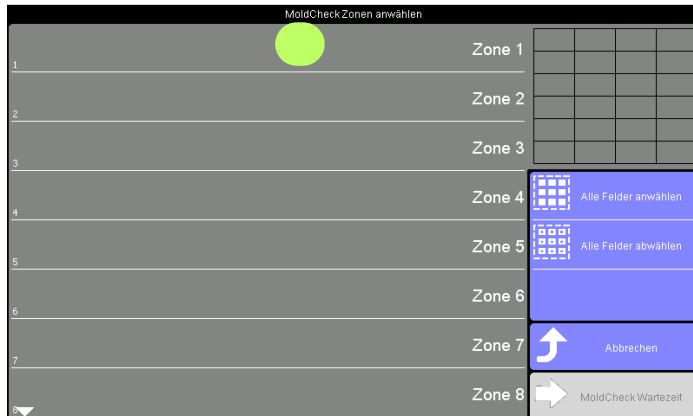 MoldCheck Zonen anwählen
Zone 1
1
Zone 2
2
Zone 3
3
Zone 4
4
Zone 5
5
Zone 6
6
Zone 7
7
Zone 8
8
Alle Felder anwählen
Alle Felder abwählen
Abbrechen
MoldCheck Wartezeit